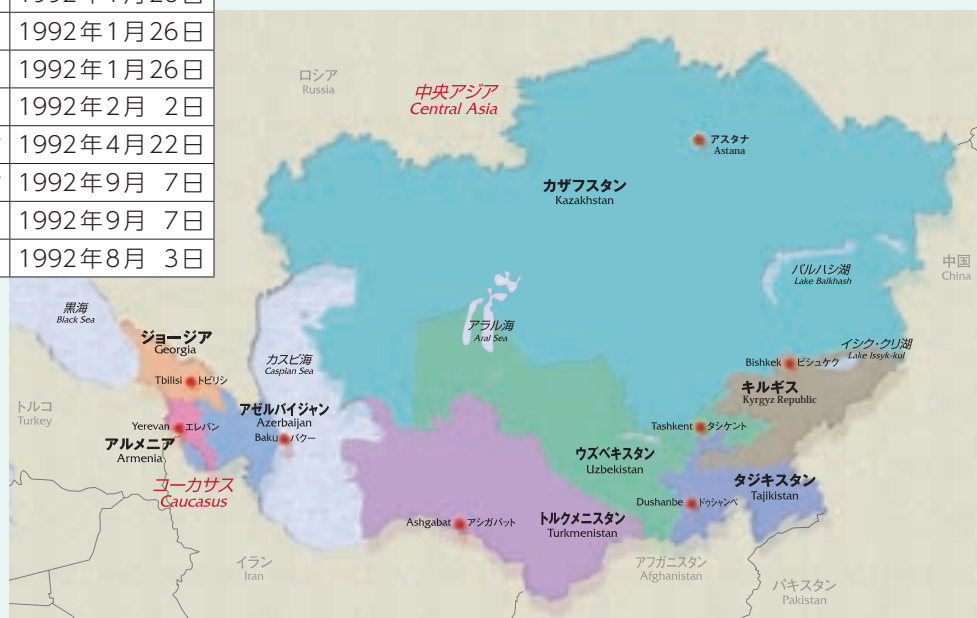 1992年1月26日
1992年1月26日
1992年2月 2日
1992年4月22日
1992年9月 7日
1992年9月 7日
1992年8月 3日
ロシア
Russia
中央アジア
Central Asia
アスタナ
Astana
カザフスタン
Kazakhstan
中国
China
バルハシ湖
Lake Balkhash
黒海
Black Sea
アラル海
Aral Sea
ジョージア
Georgia
カスピ海
Caspian Sea
イシク・クリ湖
Lake Issyk-kul
Bishkek ビシュケク
Tbilisi トビリシ
キルギス
Kyrgyz Republic
トルコ
Turkey
アゼルバイジャン
Azerbaijan
Yerevan エレバン
Baku バクー
Tashkent タシケント
アルメニア
Armenia
ウズベキスタン
Uzbekistan
コーカサス
Caucasus
タジキスタン
Tajikistan
Dushanbe ドゥシャンベ
Ashgabat アシガバット
トルクメニスタン
Turkmenistan
イラン
Iran
アフガニスタン
Afghanistan
パキスタン
Pakistan